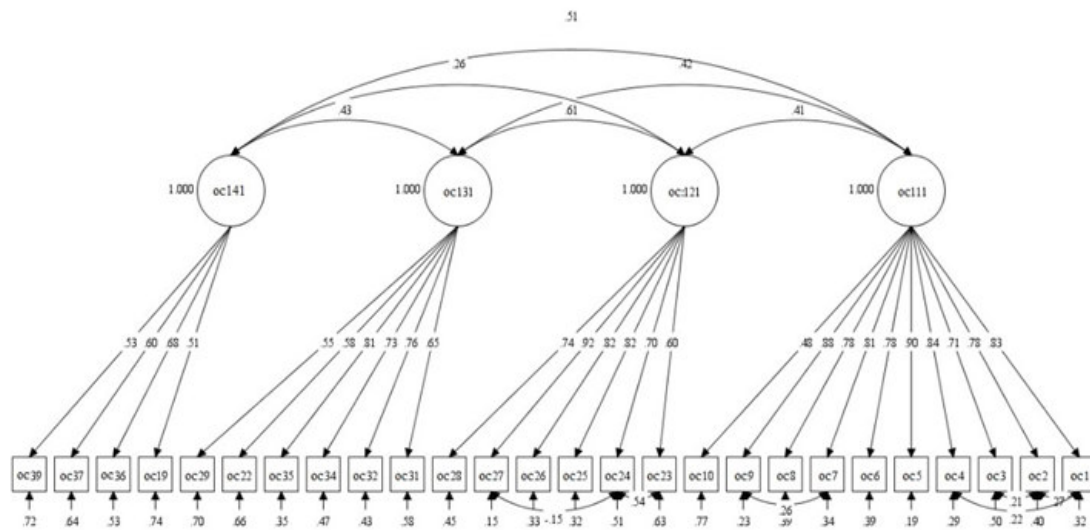 .51
.26 .42
.43 .61 .41
1.000 oc141 1.000 oc131 1.000 oc121 1.000 oc111
.53 .60 .68 .51 .55 .58 .81 .73 .76 .65 .74 .92 .82 .82 .70 .60 .48 .88 .78 .81 .78 .90 .84 .71 .78 .83
oc39 oc37 oc36 oc19 oc29 oc22 oc35 oc34 oc32 oc31 oc28 oc27 oc26 oc25 oc24 oc23 oc10 oc9 oc8 oc7 oc6 oc5 oc4 oc3 oc2 oc1
.54 .21 .27
.26
.72 .64 .53 .74 .70 .66 .35 .47 .43 .58 .45 .15 .33 -.15 .32 .51 .63 .77 .23 .39 .34 .39 .19 .29 .50 .22